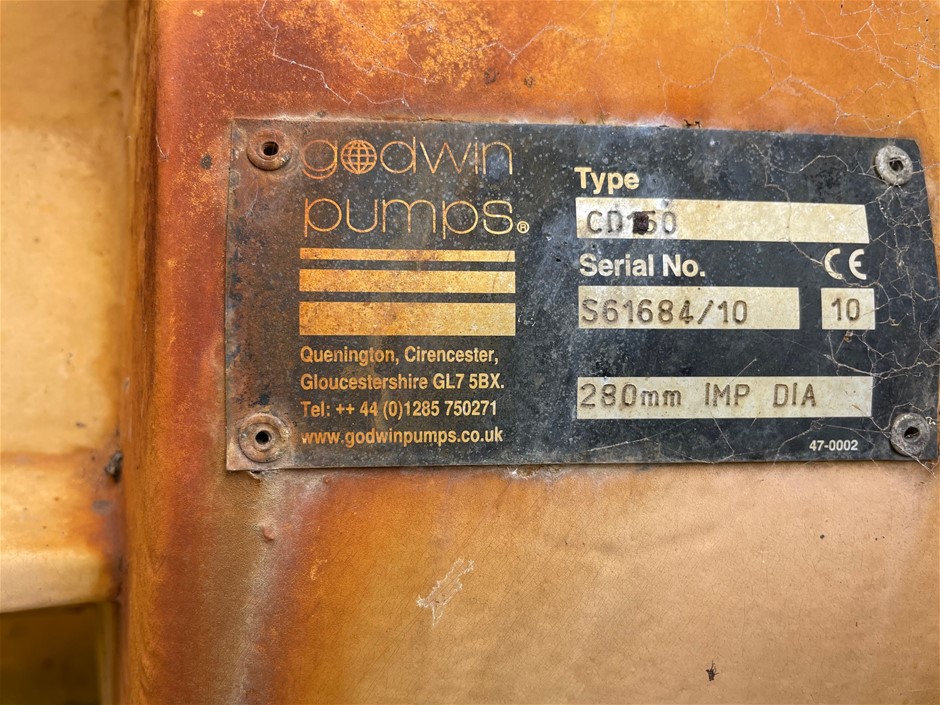 godwin
pumps®
Quenington, Cirencester,
Gloucestershire GL7 5BX.
Tel: ++ 44 (0)1285 750271
www.godwinpumps.co.uk
Type
CD150
Serial No.
CE
S61684/10
10
280mm IMP DIA
47-0002